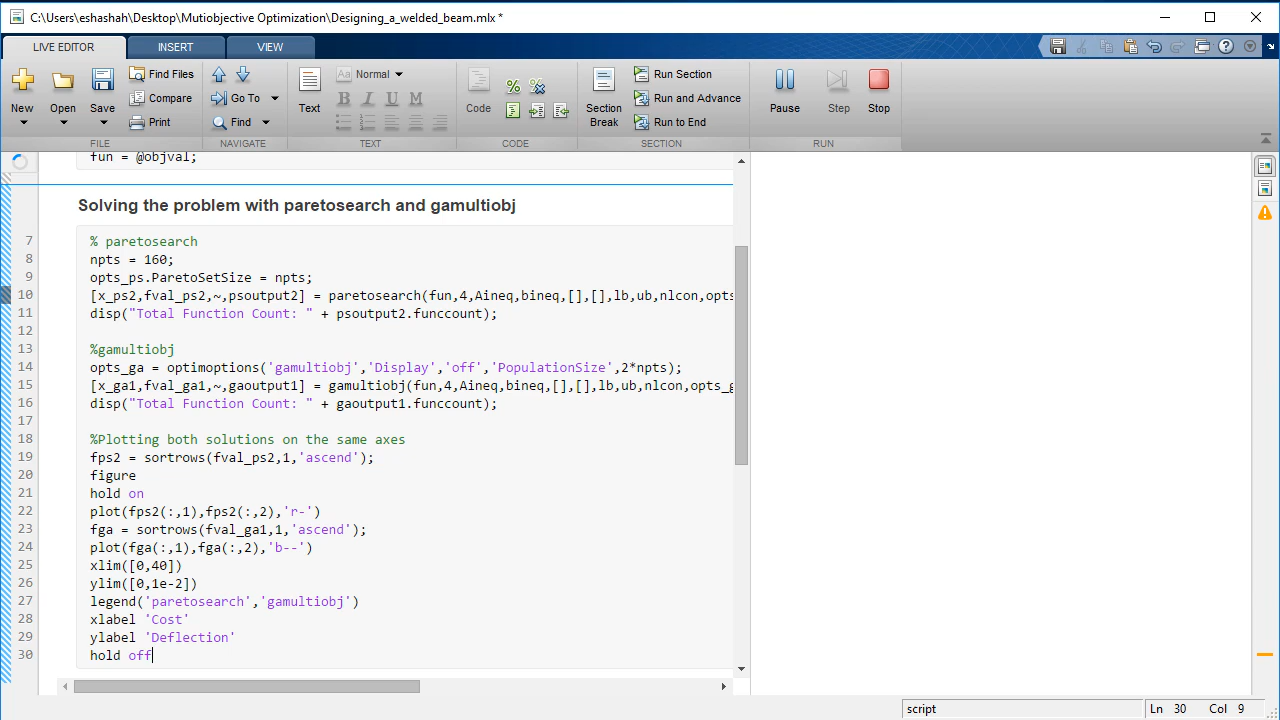 C:\Users\eshashah\Desktop\Mutiobjective Optimization\Designing_a_welded_beam.mlx *
LIVE EDITOR INSERT VIEW
New Open Save Find Files Compare Print
FILE
Go To Find
NAVIGATE
Text Aa Normal B I U M
TEXT
Code
CODE
Section Break Run Section Run and Advance Run to End
SECTION
Pause Step Stop
RUN
fun = @objval;
Solving the problem with paretosearch and gamultiobj
7 % paretosearch
8 npts = 160;
9 opts_ps.ParetoSetSize = npts;
10 [x_ps2,fval_ps2,~,psoutput2] = paretosearch(fun,4,Aineq,bineq,[],[],lb,ub,nlcon,opts
11 disp("Total Function Count: " + psoutput2.funccount);
12
13 %gamultiobj
14 opts_ga = optimoptions('gamultiobj','Display','off','PopulationSize',2*npts);
15 [x_ga1,fval_ga1,~,gaoutput1] = gamultiobj(fun,4,Aineq,bineq,[],[],lb,ub,nlcon,opts_g
16 disp("Total Function Count: " + gaoutput1.funccount);
17
18 %Plotting both solutions on the same axes
19 fps2 = sortrows(fval_ps2,1,'ascend');
20 figure
21 hold on
22 plot(fps2(:,1),fps2(:,2),'r-')
23 fga = sortrows(fval_ga1,1,'ascend');
24 plot(fga(:,1),fga(:,2),'b--')
25 xlim([0,40])
26 ylim([0,1e-2])
27 legend('paretosearch','gamultiobj')
28 xlabel 'Cost'
29 ylabel 'Deflection'
30 hold off
script Ln 30 Col 9